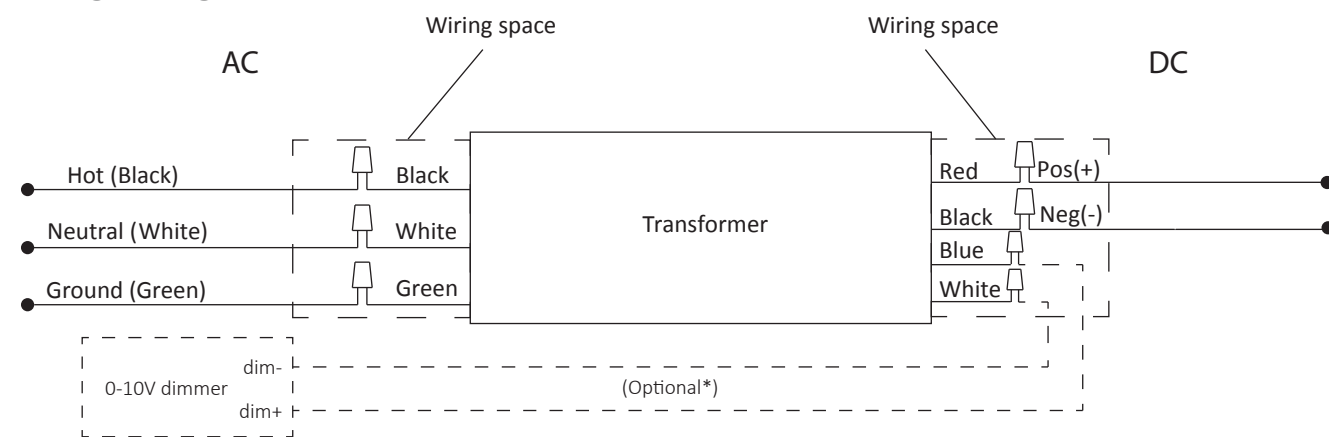 Wiring space
Wiring space
AC
DC
Hot (Black)
Black
Red
Pos(+)
Neutral (White)
White
Transformer
Black
Neg(-)
Blue
Ground (Green)
Green
White
dim-
0-10V dimmer
(Optional*)
dim+